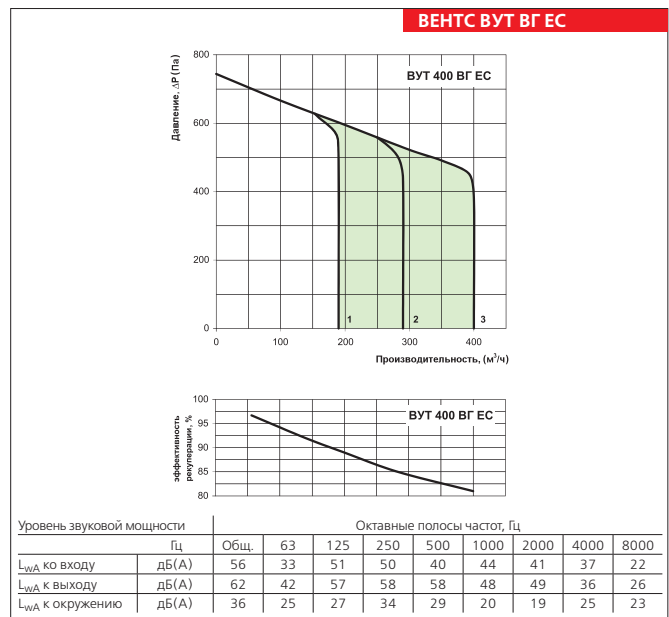 ВЕНТС ВУТ ВГ ЕС
ВУТ 400 ВГ ЕС
Давление, ΔP (Па)
800
600
400
200
0
1
2
3
0 100 200 300 400
Производительность, (м³/ч)
ВУТ 400 ВГ ЕС
эффективность
рекуперации, %
100
95
90
85
80
Уровень звуковой мощности Октавные полосы частот, Гц
Гц Общ. 63 125 250 500 1000 2000 4000 8000
LwA ко входу дБ(А) 56 33 51 50 40 44 41 37 22
LwA к выходу дБ(А) 62 42 57 58 58 48 49 36 26
LwA к окружению дБ(А) 36 25 27 34 29 20 19 25 23